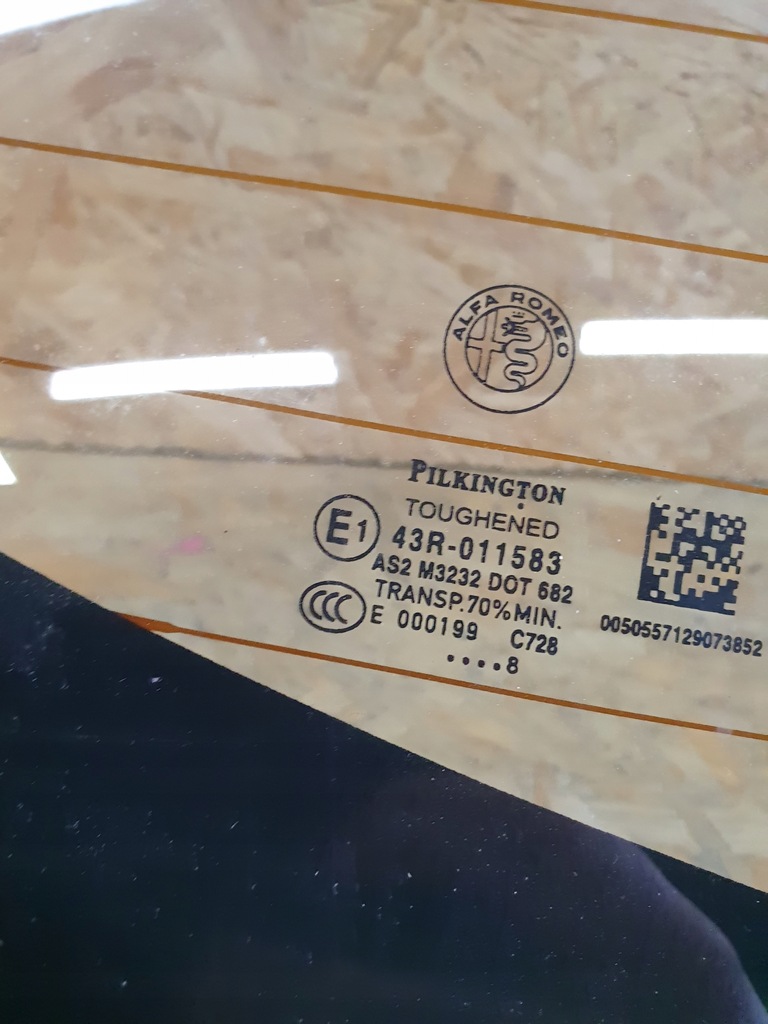 ALFA ROMEO
PILKINGTON
TOUGHENED
E1
43R-011583
AS2 M3232 DOT 682
TRANSP.70%MIN.
CCC E 000199 C728
....8
0050557129073852